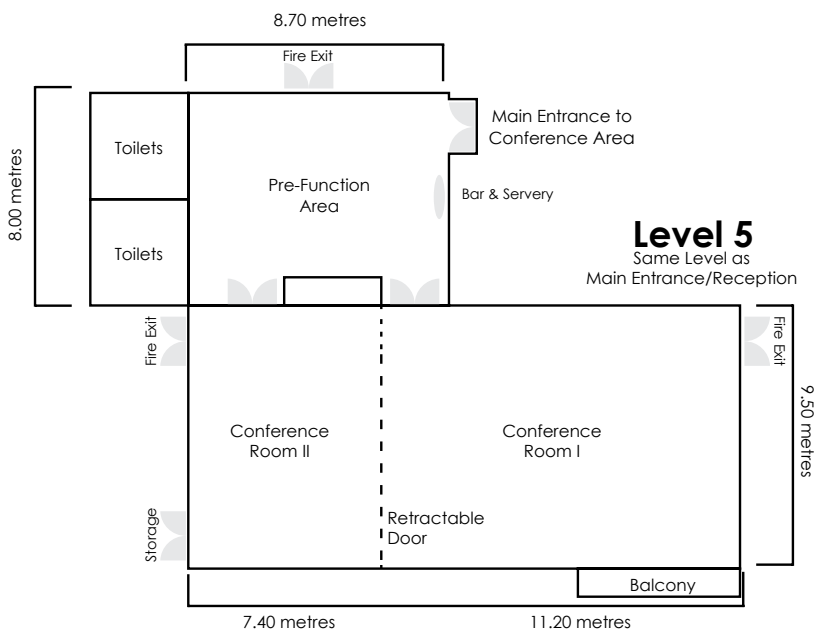 8.70 metres
Fire Exit
Main Entrance to
Conference Area
Toilets
8.00 metres
Pre-Function
Area
Bar & Servery
Toilets
Level 5
Same Level as
Main Entrance/Reception
Fire Exit
Fire Exit
Conference
Room II
Conference
Room I
9.50 metres
Storage
Retractable
Door
Balcony
7.40 metres
11.20 metres